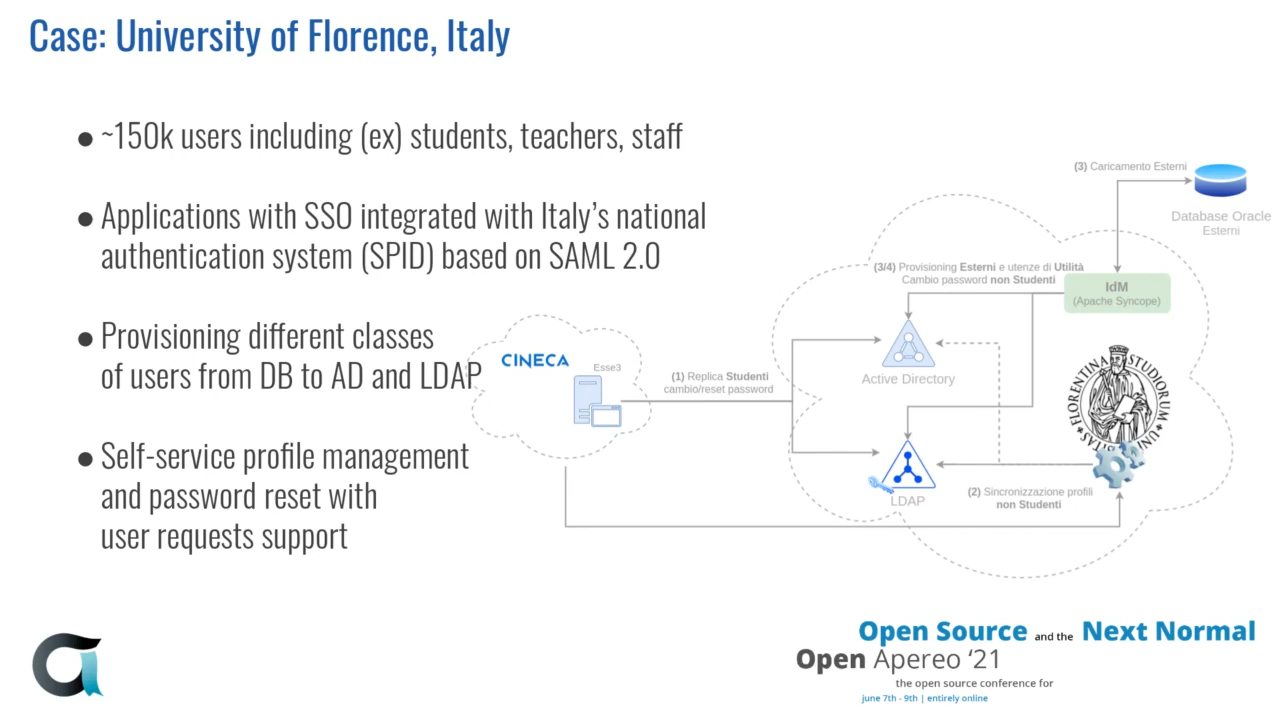 Case: University of Florence, Italy
● ~150k users including (ex) students, teachers, staff
● Applications with SSO integrated with Italy’s national
authentication system (SPID) based on SAML 2.0
● Provisioning different classes
of users from DB to AD and LDAP
● Self-service profile management
and password reset with
user requests support
(3) Caricamento Esterni
Database Oracle
Esterni
(3/4) Provisioning Esterni e utenze di Utilità
Cambio password non Studenti
IdM
(Apache Syncope)
CINECA
Esse3
(1) Replica Studenti
cambio/reset password
Active Directory
FLORENTINA STUDIORUM UNI
SITAS
LDAP
(2) Sincronizzazione profili
non Studenti
Open Source and the Next Normal
Open Apereo ‘21
the open source conference for
june 7th - 9th | entirely online